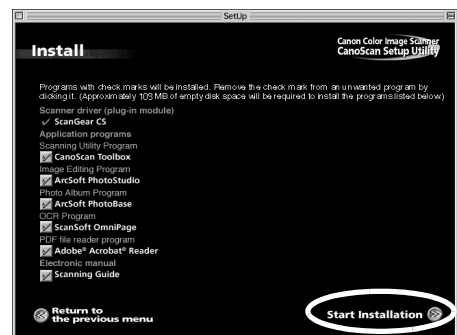 SetUp
Install
Canon Color Image Scanner
CanoScan Setup Utility
Programs with check marks will be installed. Remove the check mark from an unwanted program by
clicking it. (Approximately 109 MB of empty disk space will be required to install the programs listed below.)
Scanner driver (plug-in module)
ScanGear CS
Application programs
Scanning Utility Program
CanoScan Toolbox
Image Editing Program
ArcSoft PhotoStudio
Photo Album Program
ArcSoft PhotoBase
OCR Program
ScanSoft OmniPage
PDF file reader program
Adobe® Acrobat® Reader
Electronic manual
Scanning Guide
Return to
the previous menu
Start Installation